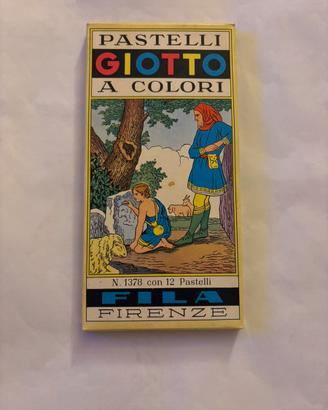 PASTELLI
GIOTTO
A COLORI
N. 1378 con 12 Pastelli
FILA
FIRENZE